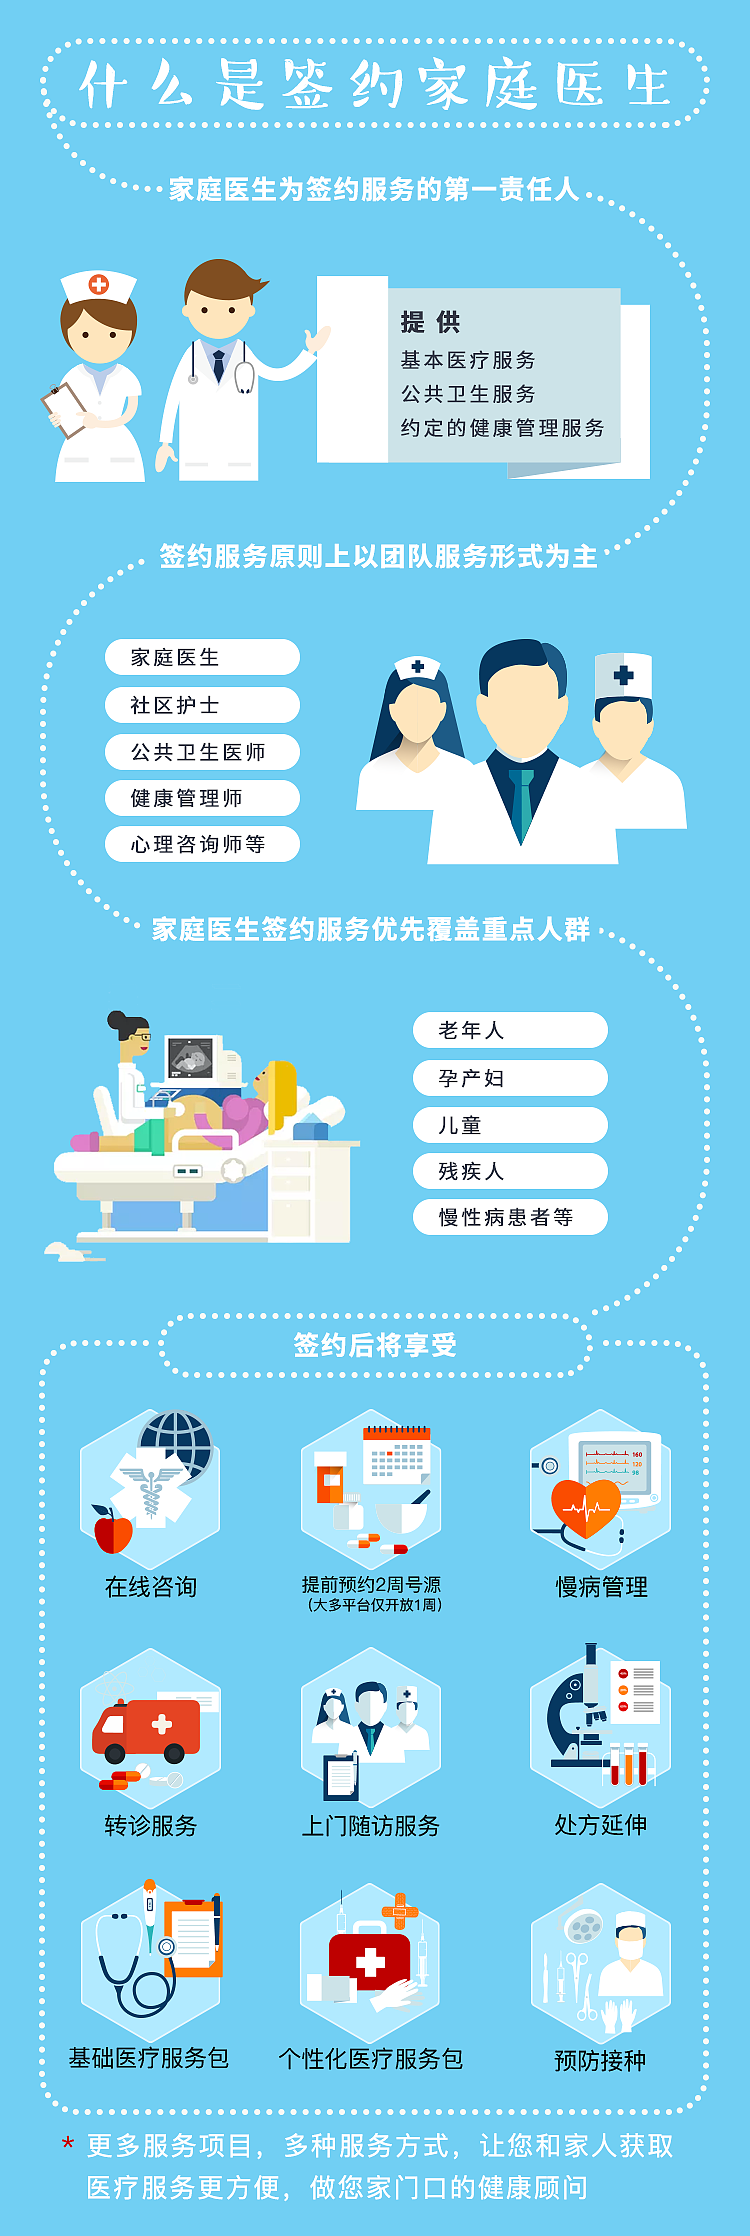 什么是签约家庭医生
家庭医生为签约服务的第一责任人
提供
基本医疗服务
公共卫生服务
约定的健康管理服务
签约服务原则上以团队服务形式为主
家庭医生
社区护士
公共卫生医师
健康管理师
心理咨询师等
家庭医生签约服务优先覆盖重点人群
老年人
孕产妇
儿童
残疾人
慢性病患者等
签约后将享受
160
120
98
在线咨询
提前预约2周号源
(大多平台仅开放1周)
慢病管理
转诊服务
上门随访服务
处方延伸
基础医疗服务包
个性化医疗服务包
预防接种
* 更多服务项目，多种服务方式，让您和家人获取
医疗服务更方便，做您家门口的健康顾问